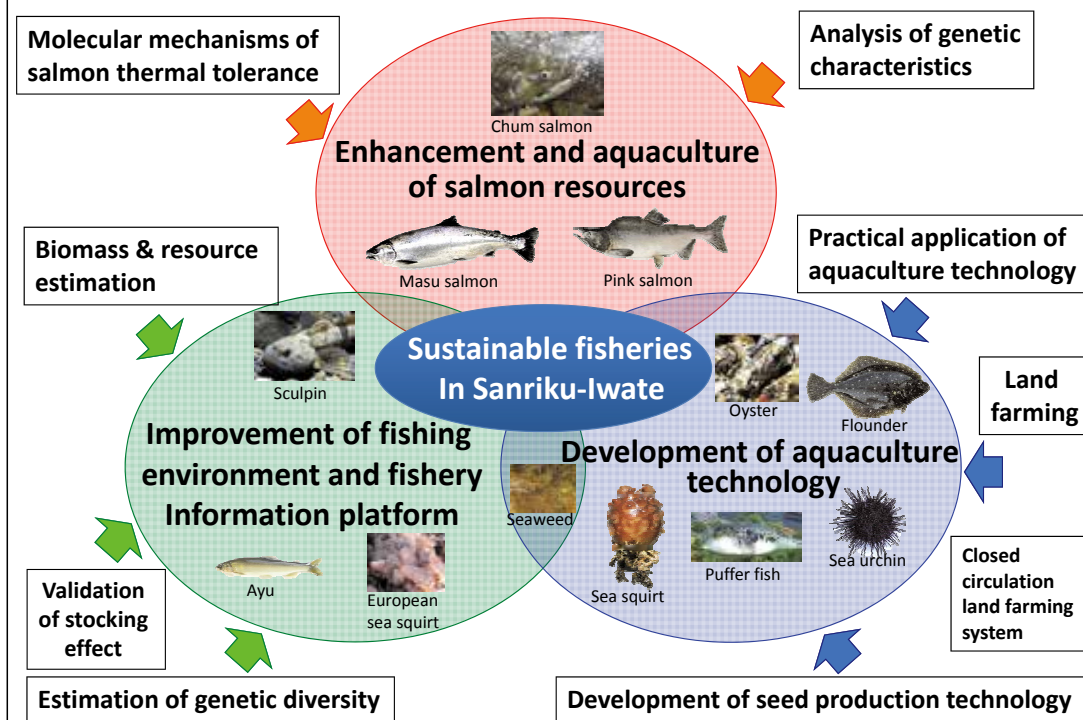 Molecular mechanisms of
salmon thermal tolerance
Analysis of genetic
characteristics
Chum salmon
Enhancement and aquaculture
of salmon resources
Masu salmon
Pink salmon
Biomass & resource
estimation
Practical application of
aquaculture technology
Sustainable fisheries
In Sanriku-Iwate
Sculpin
Oyster
Flounder
Land
farming
Improvement of fishing
environment and fishery
Information platform
Development of aquaculture
technology
Seaweed
Ayu
European
sea squirt
Sea squirt
Puffer fish
Sea urchin
Closed
circulation
land farming
system
Validation
of stocking
effect
Estimation of genetic diversity
Development of seed production technology